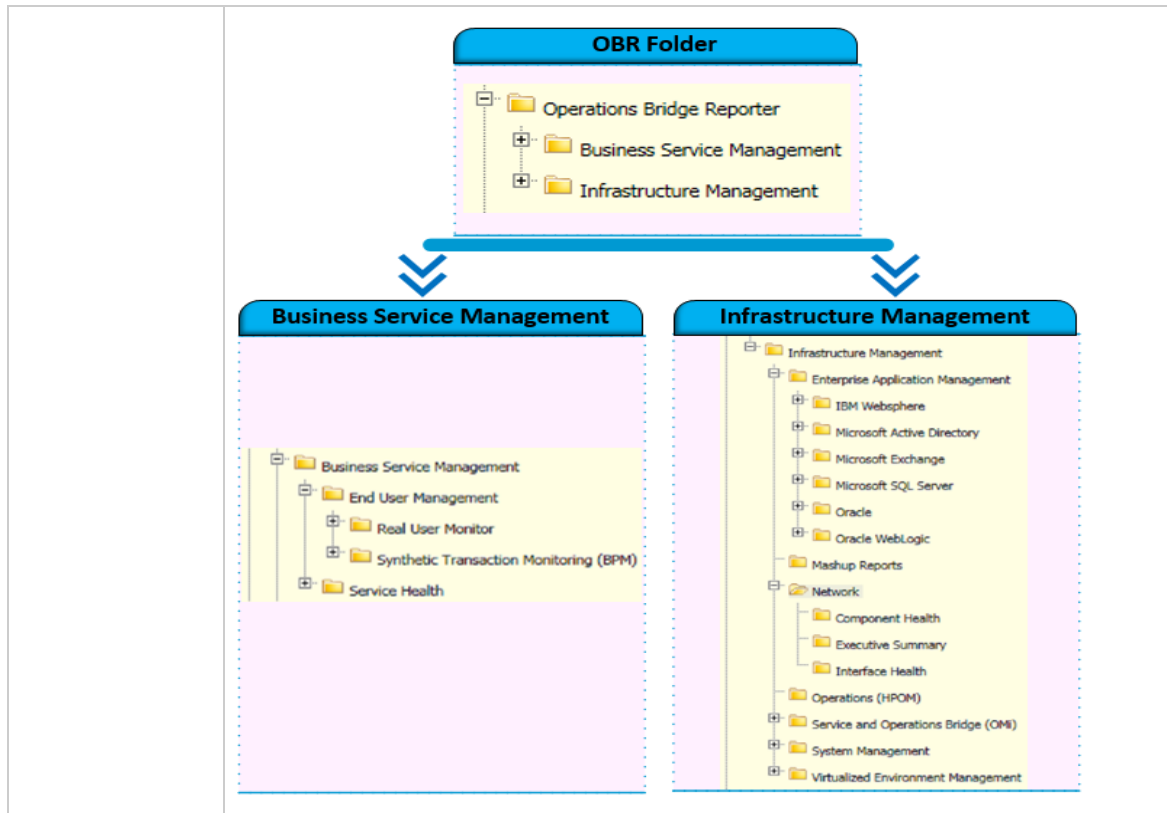 OBR Folder
Operations Bridge Reporter
Business Service Management
Infrastructure Management
Business Service Management
Business Service Management
End User Management
Real User Monitor
Synthetic Transaction Monitoring (BPM)
Service Health
Infrastructure Management
Infrastructure Management
Enterprise Application Management
IBM Websphere
Microsoft Active Directory
Microsoft Exchange
Microsoft SQL Server
Oracle
Oracle WebLogic
Mashup Reports
Network
Component Health
Executive Summary
Interface Health
Operations (HPOM)
Service and Operations Bridge (OMi)
System Management
Virtualized Environment Management